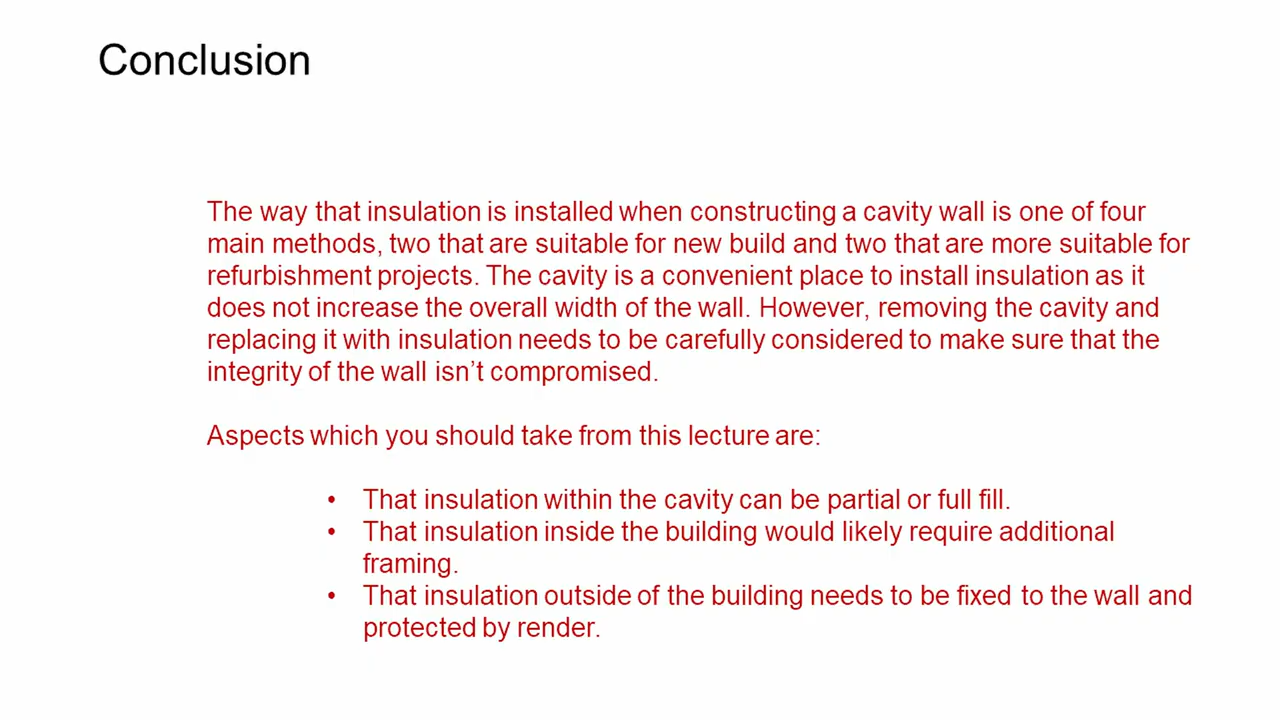 Conclusion
The way that insulation is installed when constructing a cavity wall is one of four
main methods, two that are suitable for new build and two that are more suitable for
refurbishment projects. The cavity is a convenient place to install insulation as it
does not increase the overall width of the wall. However, removing the cavity and
replacing it with insulation needs to be carefully considered to make sure that the
integrity of the wall isn’t compromised.
Aspects which you should take from this lecture are:
• That insulation within the cavity can be partial or full fill.
• That insulation inside the building would likely require additional
framing.
• That insulation outside of the building needs to be fixed to the wall and
protected by render.